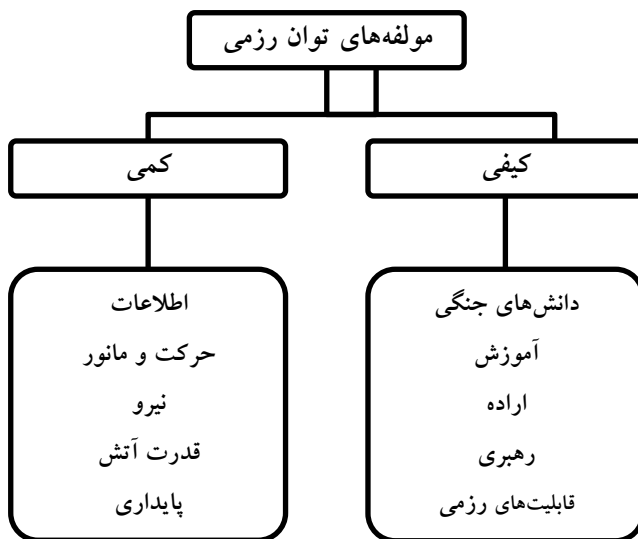 مولفه‌های توان رزمی
کیفی
کمی
دانش‌های جنگی
آموزش
اراده
رهبری
قابلیت‌های رزمی
اطلاعات
حرکت و مانور
نیرو
قدرت آتش
پایداری